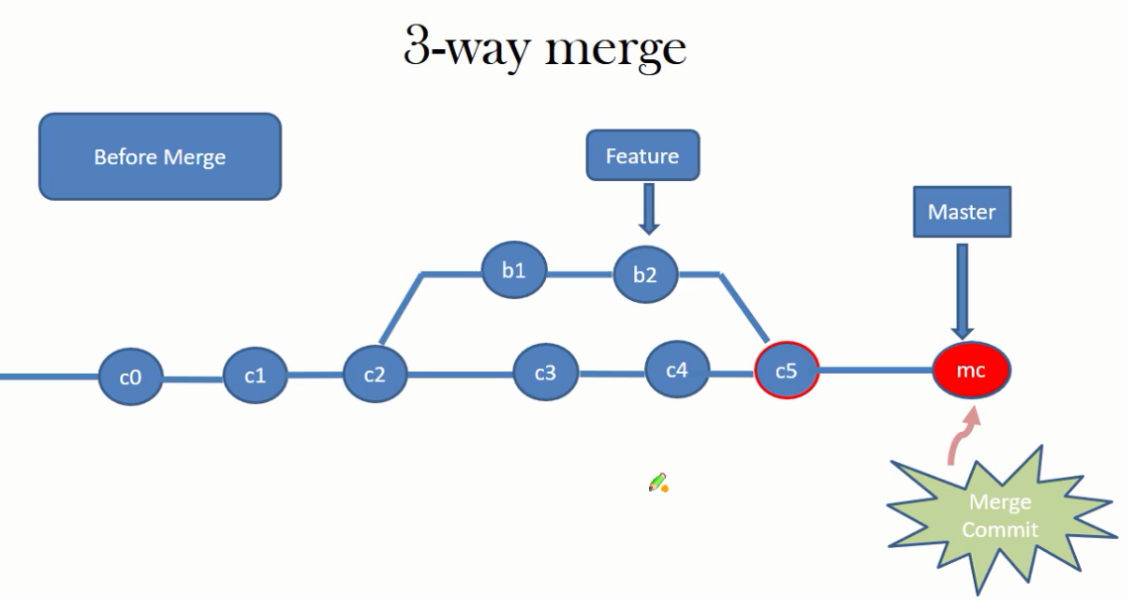 3-way merge
Before Merge
Feature
Master
b1
b2
c0
c1
c2
c3
c4
c5
mc
Merge
Commit